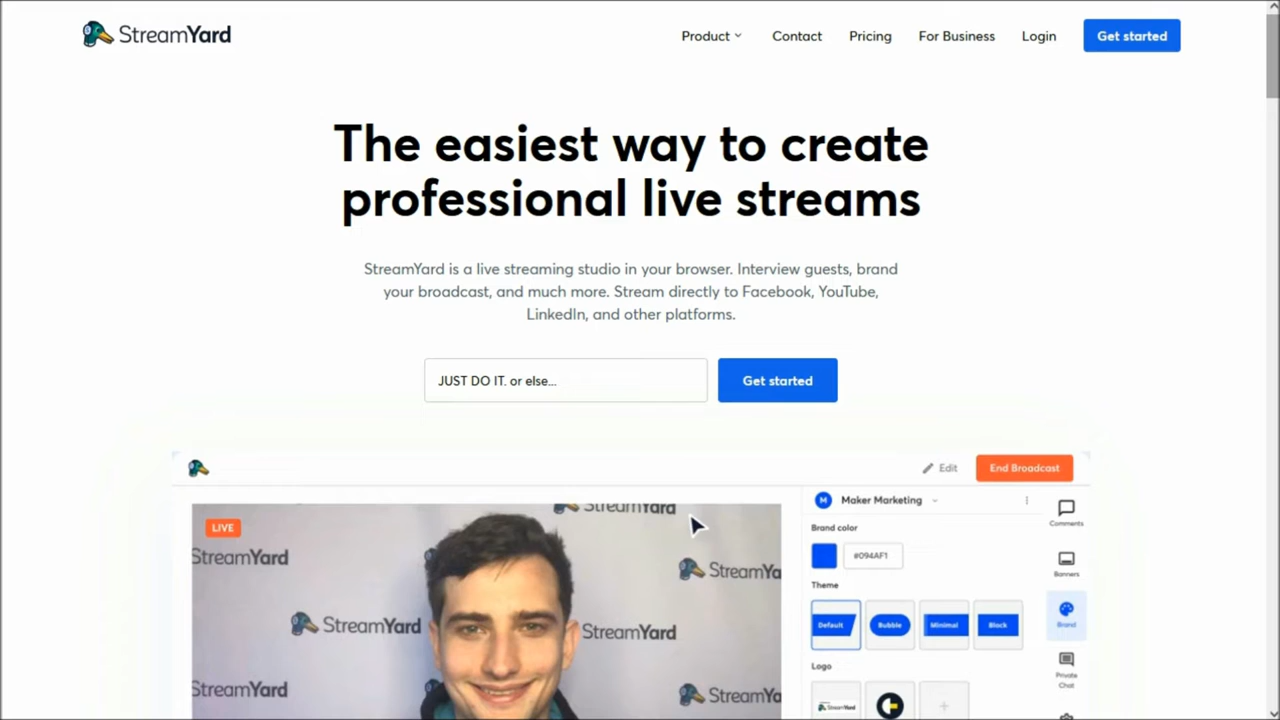 StreamYard
Product
Contact
Pricing
For Business
Login
Get started
The easiest way to create
professional live streams
StreamYard is a live streaming studio in your browser. Interview guests, brand
your broadcast, and much more. Stream directly to Facebook, YouTube,
LinkedIn, and other platforms.
JUST DO IT. or else...
Get started
Edit
End Broadcast
LIVE
StreamYard
StreamYard
StreamYa
StreamYard
StreamYard
StreamYard
StreamYa
M
Maker Marketing
Brand color
#094AF1
Theme
Default
Bubble
Minimal
Block
Logo
StreamYard
Comments
Banners
Brand
Private
Chat